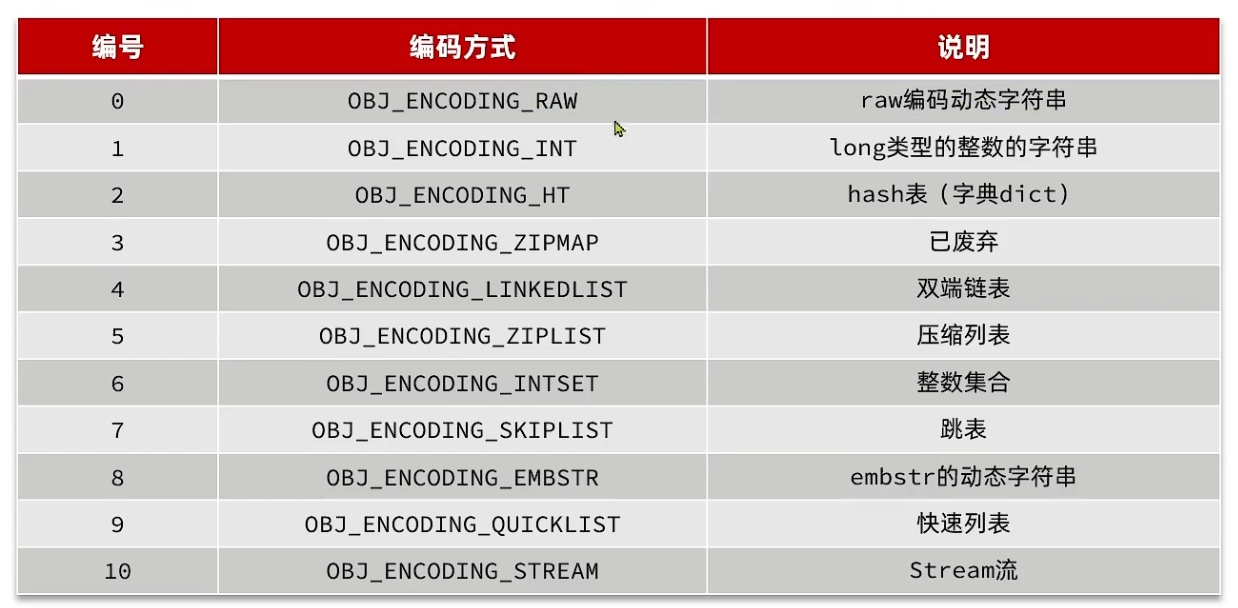 编号 编码方式 说明
0 OBJ_ENCODING_RAW raw编码动态字符串
1 OBJ_ENCODING_INT long类型的整数的字符串
2 OBJ_ENCODING_HT hash表（字典dict）
3 OBJ_ENCODING_ZIPMAP 已废弃
4 OBJ_ENCODING_LINKEDLIST 双端链表
5 OBJ_ENCODING_ZIPLIST 压缩列表
6 OBJ_ENCODING_INTSET 整数集合
7 OBJ_ENCODING_SKIPLIST 跳表
8 OBJ_ENCODING_EMBSTR embstr的动态字符串
9 OBJ_ENCODING_QUICKLIST 快速列表
10 OBJ_ENCODING_STREAM Stream流